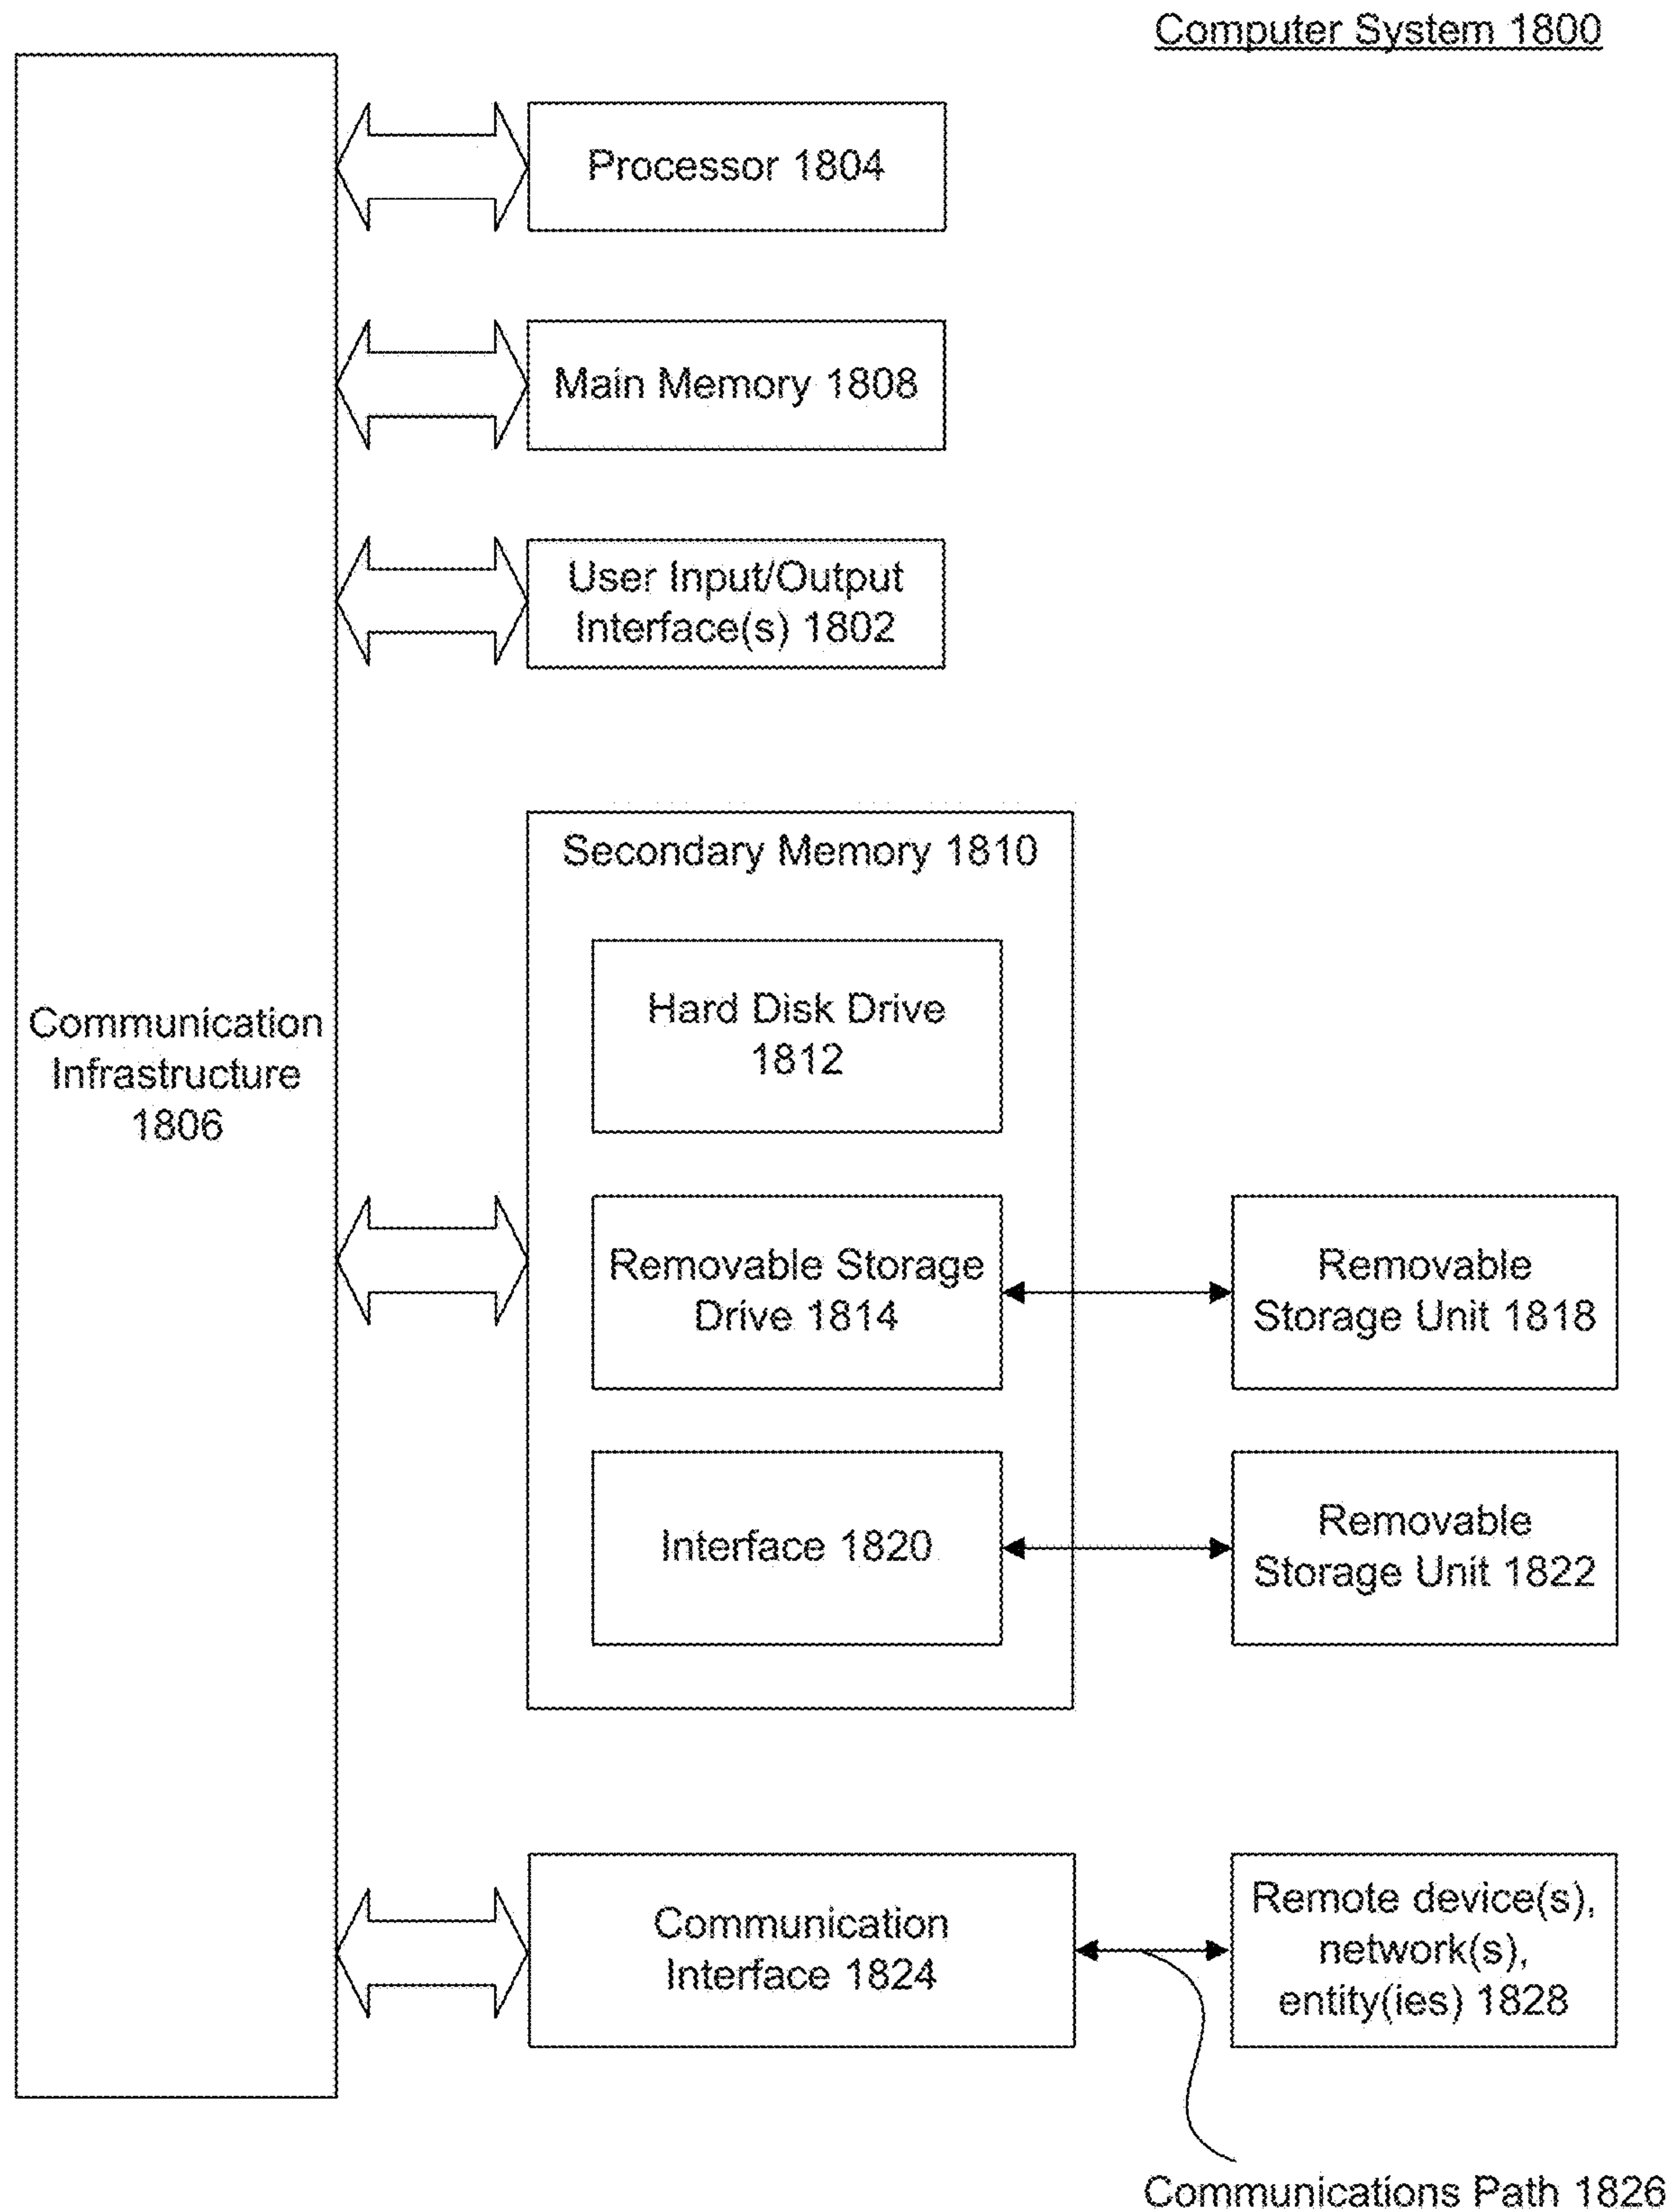 Computer System 1800
Processor 1804
Main Memory 1808
User Input/Output
Interface(s) 1802
Secondary Memory 1810
Hard Disk Drive
1812
Communication
Infrastructure
1806
Removable Storage
Drive 1814
Removable
Storage Unit 1818
Interface 1820
Removable
Storage Unit 1822
Communication
Interface 1824
Remote device(s),
network(s),
entity(ies) 1828
Communications Path 1826